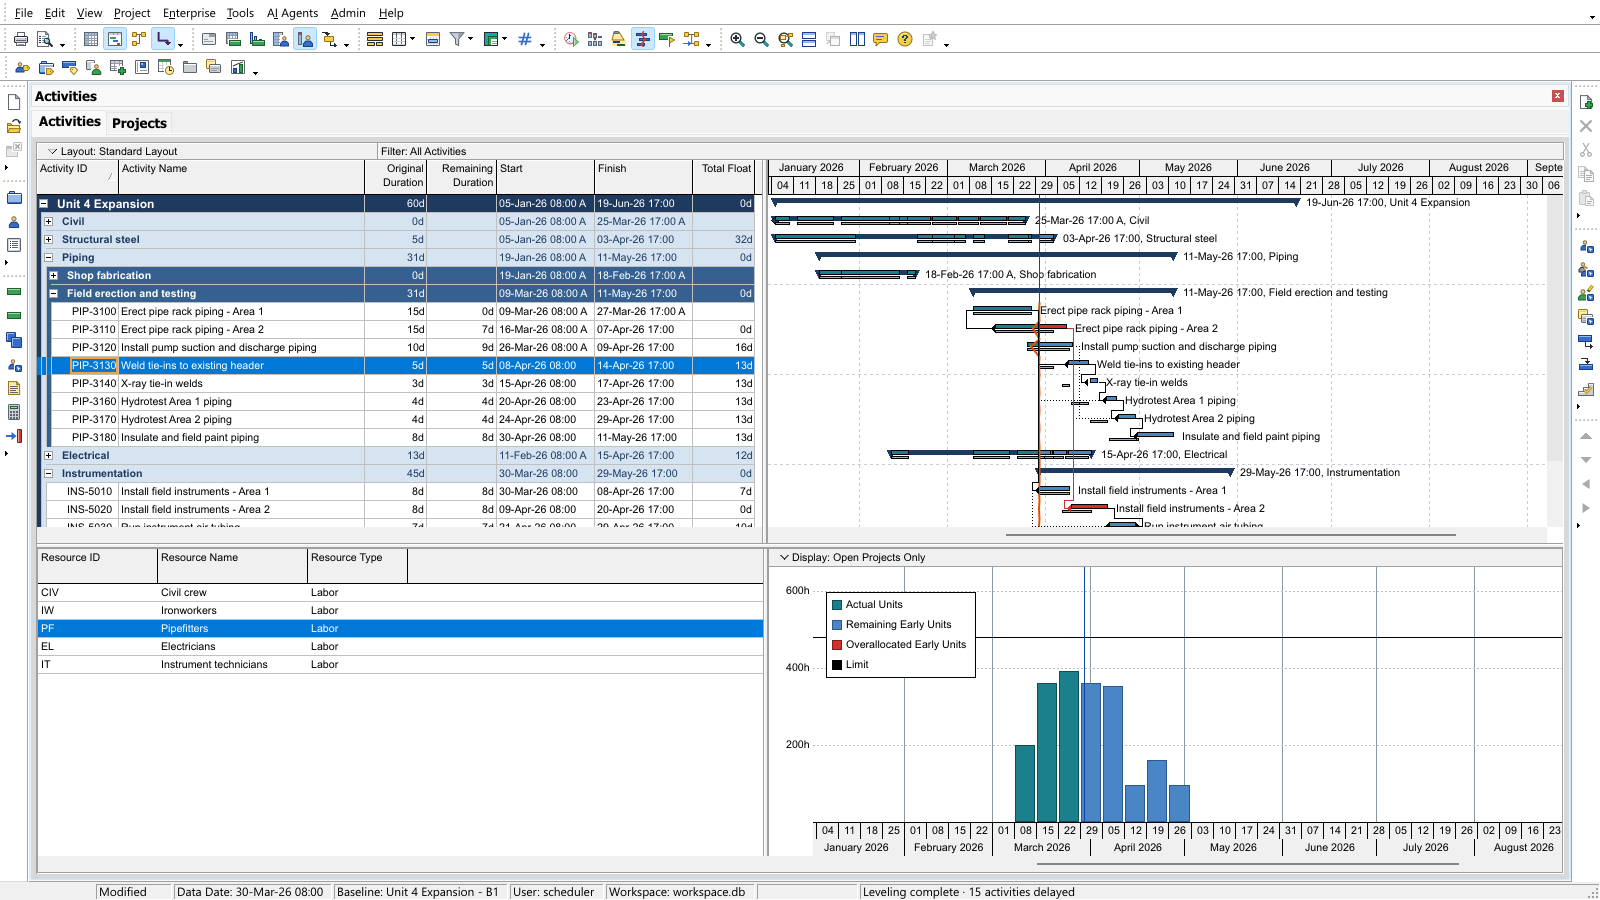 File Edit View Project Enterprise Tools AI Agents Admin Help
Activities
Activities Projects
Layout: Standard Layout Filter: All Activities
Activity ID Activity Name Original Duration Remaining Duration Start Finish Total Float
January 2026 February 2026 March 2026 April 2026 May 2026 June 2026 July 2026 August 2026 Septe
04 11 18 25 01 08 15 22 01 08 15 22 29 05 12 19 26 03 10 17 24 31 07 14 21 28 05 12 19 26 02 09 16 23 30 06
Unit 4 Expansion 60d 05-Jan-26 08:00 A 19-Jun-26 17:00 0d 19-Jun-26 17:00, Unit 4 Expansion
Civil 0d 05-Jan-26 08:00 A 25-Mar-26 17:00 A 25-Mar-26 17:00 A, Civil
Structural steel 5d 05-Jan-26 08:00 A 03-Apr-26 17:00 32d 03-Apr-26 17:00, Structural steel
Piping 31d 19-Jan-26 08:00 A 11-May-26 17:00 0d 11-May-26 17:00, Piping
Shop fabrication 0d 19-Jan-26 08:00 A 18-Feb-26 17:00 A 18-Feb-26 17:00 A, Shop fabrication
Field erection and testing 31d 09-Mar-26 08:00 A 11-May-26 17:00 0d 11-May-26 17:00, Field erection and testing
PIP-3100 Erect pipe rack piping - Area 1 15d 0d 09-Mar-26 08:00 A 27-Mar-26 17:00 A Erect pipe rack piping - Area 1
PIP-3110 Erect pipe rack piping - Area 2 15d 7d 16-Mar-26 08:00 A 07-Apr-26 17:00 0d Erect pipe rack piping - Area 2
PIP-3120 Install pump suction and discharge piping 10d 9d 26-Mar-26 08:00 A 09-Apr-26 17:00 16d Install pump suction and discharge piping
PIP-3130 Weld tie-ins to existing header 5d 5d 08-Apr-26 08:00 14-Apr-26 17:00 13d Weld tie-ins to existing header
PIP-3140 X-ray tie-in welds 3d 3d 15-Apr-26 08:00 17-Apr-26 17:00 13d X-ray tie-in welds
PIP-3160 Hydrotest Area 1 piping 4d 4d 20-Apr-26 08:00 23-Apr-26 17:00 13d Hydrotest Area 1 piping
PIP-3170 Hydrotest Area 2 piping 4d 4d 24-Apr-26 08:00 29-Apr-26 17:00 13d Hydrotest Area 2 piping
PIP-3180 Insulate and field paint piping 8d 8d 30-Apr-26 08:00 11-May-26 17:00 13d Insulate and field paint piping
Electrical 13d 11-Feb-26 08:00 A 15-Apr-26 17:00 12d 15-Apr-26 17:00, Electrical
Instrumentation 45d 30-Mar-26 08:00 29-May-26 17:00 0d 29-May-26 17:00, Instrumentation
INS-5010 Install field instruments - Area 1 8d 8d 30-Mar-26 08:00 08-Apr-26 17:00 7d Install field instruments - Area 1
INS-5020 Install field instruments - Area 2 8d 8d 09-Apr-26 08:00 20-Apr-26 17:00 0d Install field instruments - Area 2
INS-5030 Run instrument air tubing 7d 7d 21-Apr-26 08:00 29-Apr-26 17:00 10d Run instrument air tubing
Resource ID Resource Name Resource Type
CIV Civil crew Labor
IW Ironworkers Labor
PF Pipefitters Labor
EL Electricians Labor
IT Instrument technicians Labor
Display: Open Projects Only
600h
400h
200h
Actual Units
Remaining Early Units
Overallocated Early Units
Limit
04 11 18 25 01 08 15 22 01 08 15 22 29 05 12 19 26 03 10 17 24 31 07 14 21 28 05 12 19 26 02 09 16 23
January 2026 February 2026 March 2026 April 2026 May 2026 June 2026 July 2026 August 2026
Modified Data Date: 30-Mar-26 08:00 Baseline: Unit 4 Expansion - B1 User: scheduler Workspace: workspace.db Leveling complete · 15 activities delayed